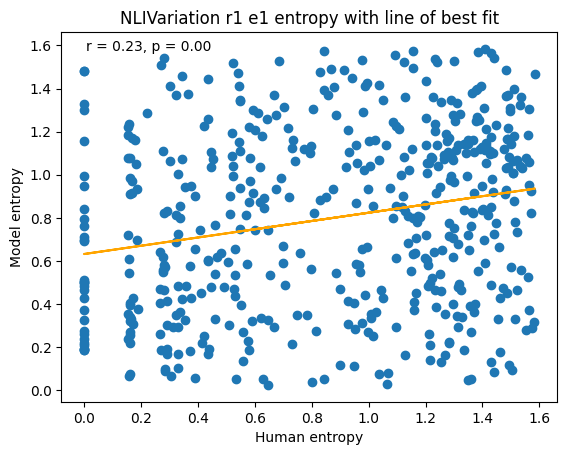 NLIVariation r1 e1 entropy with line of best fit
r = 0.23, p = 0.00
Model entropy
1.6
1.4
1.2
1.0
0.8
0.6
0.4
0.2
0.0
0.0 0.2 0.4 0.6 0.8 1.0 1.2 1.4 1.6
Human entropy